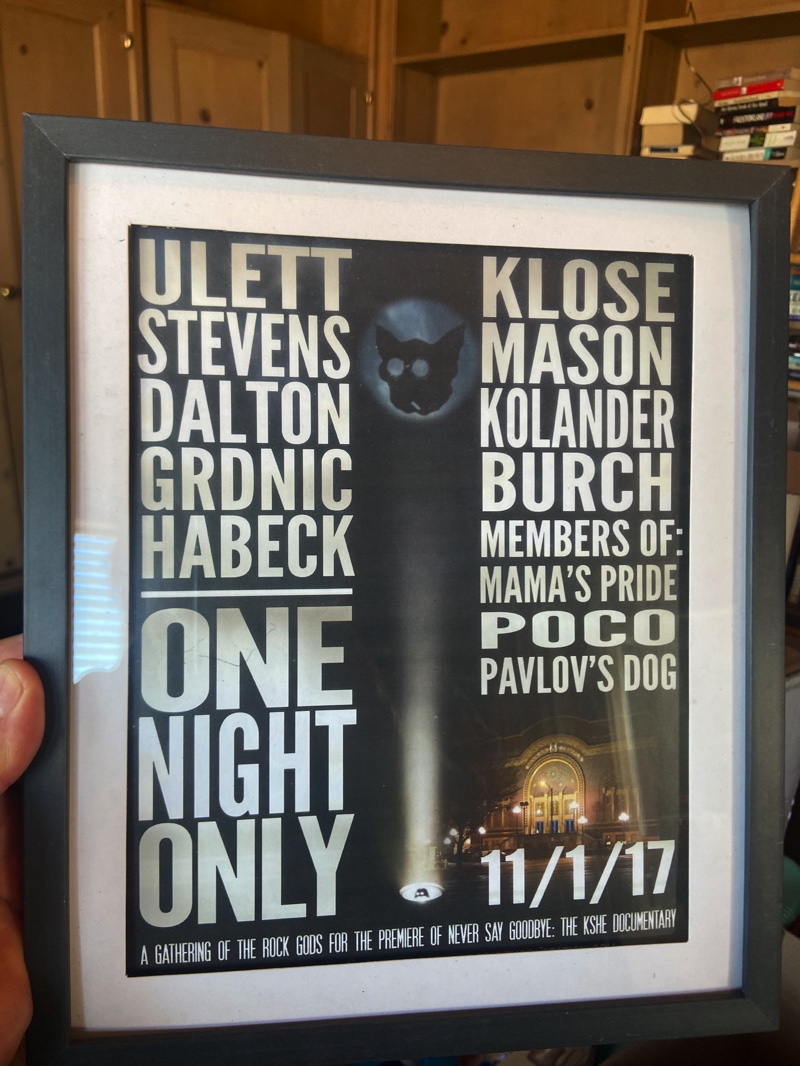 ULETT
STEVENS
DALTON
GRDNIC
HABECK
ONE
NIGHT
ONLY
KLOSE
MASON
KOLANDER
BURCH
MEMBERS OF:
MAMA'S PRIDE
POCO
PAVLOV'S DOG
11/1/17
A GATHERING OF THE ROCK GODS FOR THE PREMIERE OF NEVER SAY GOODBYE: THE KSHE DOCUMENTARY